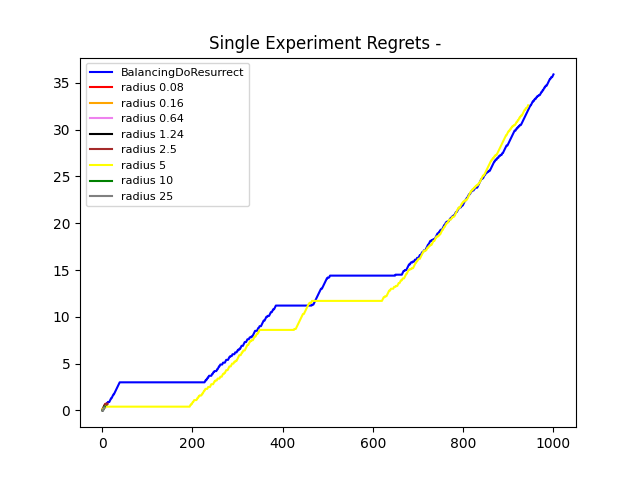 Single Experiment Regrets -
BalancingDoResurrect
radius 0.08
radius 0.16
radius 0.64
radius 1.24
radius 2.5
radius 5
radius 10
radius 25
35
30
25
20
15
10
5
0
0 200 400 600 800 1000